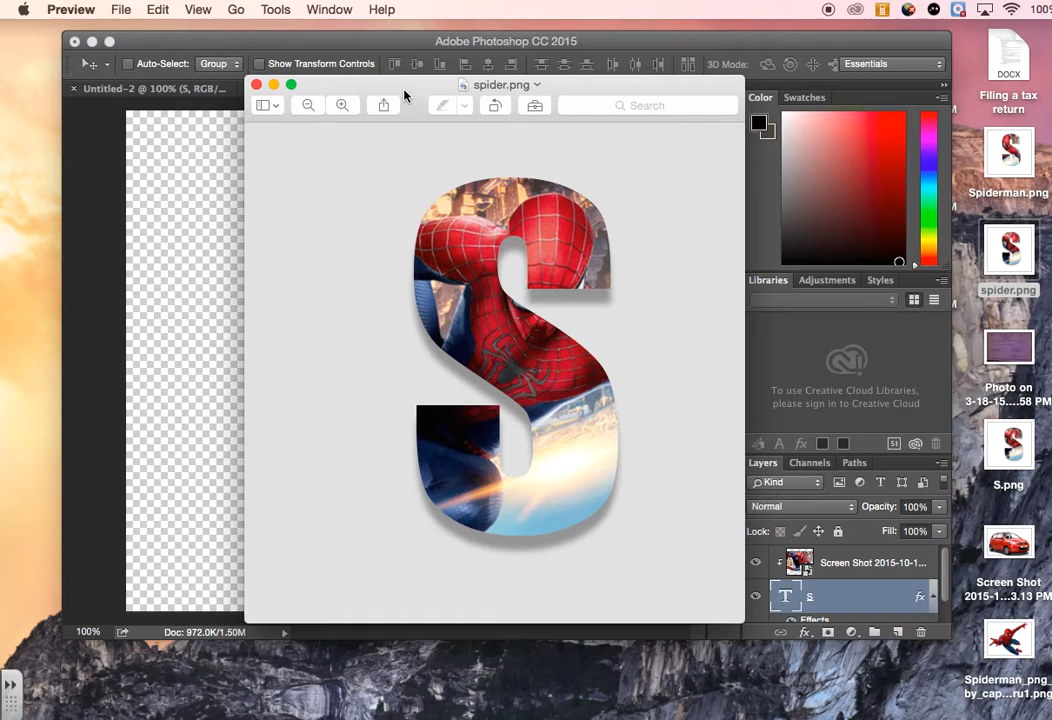 Preview File Edit View Go Tools Window Help 100%
Adobe Photoshop CC 2015
Auto-Select: Group Show Transform Controls 3D Mode: Essentials
Untitled-2 @ 100% (S, RGB/...
spider.png
Search
Color Swatches
Libraries Adjustments Styles
To use Creative Cloud Libraries,
please sign in to Creative Cloud
St
Layers Channels Paths
Kind
Normal Opacity: 100%
Lock: Fill: 100%
Screen Shot 2015-10-1...
T S fx
Effects
100% Doc: 972.0K/1.50M
DOCX
Filing a tax
return
Spiderman.png
spider.png
Photo on
3-18-15....58 PM
S.png
Screen Shot
2015-1...3.13 PM
Spiderman_png_
by_cap...ru1.png
S